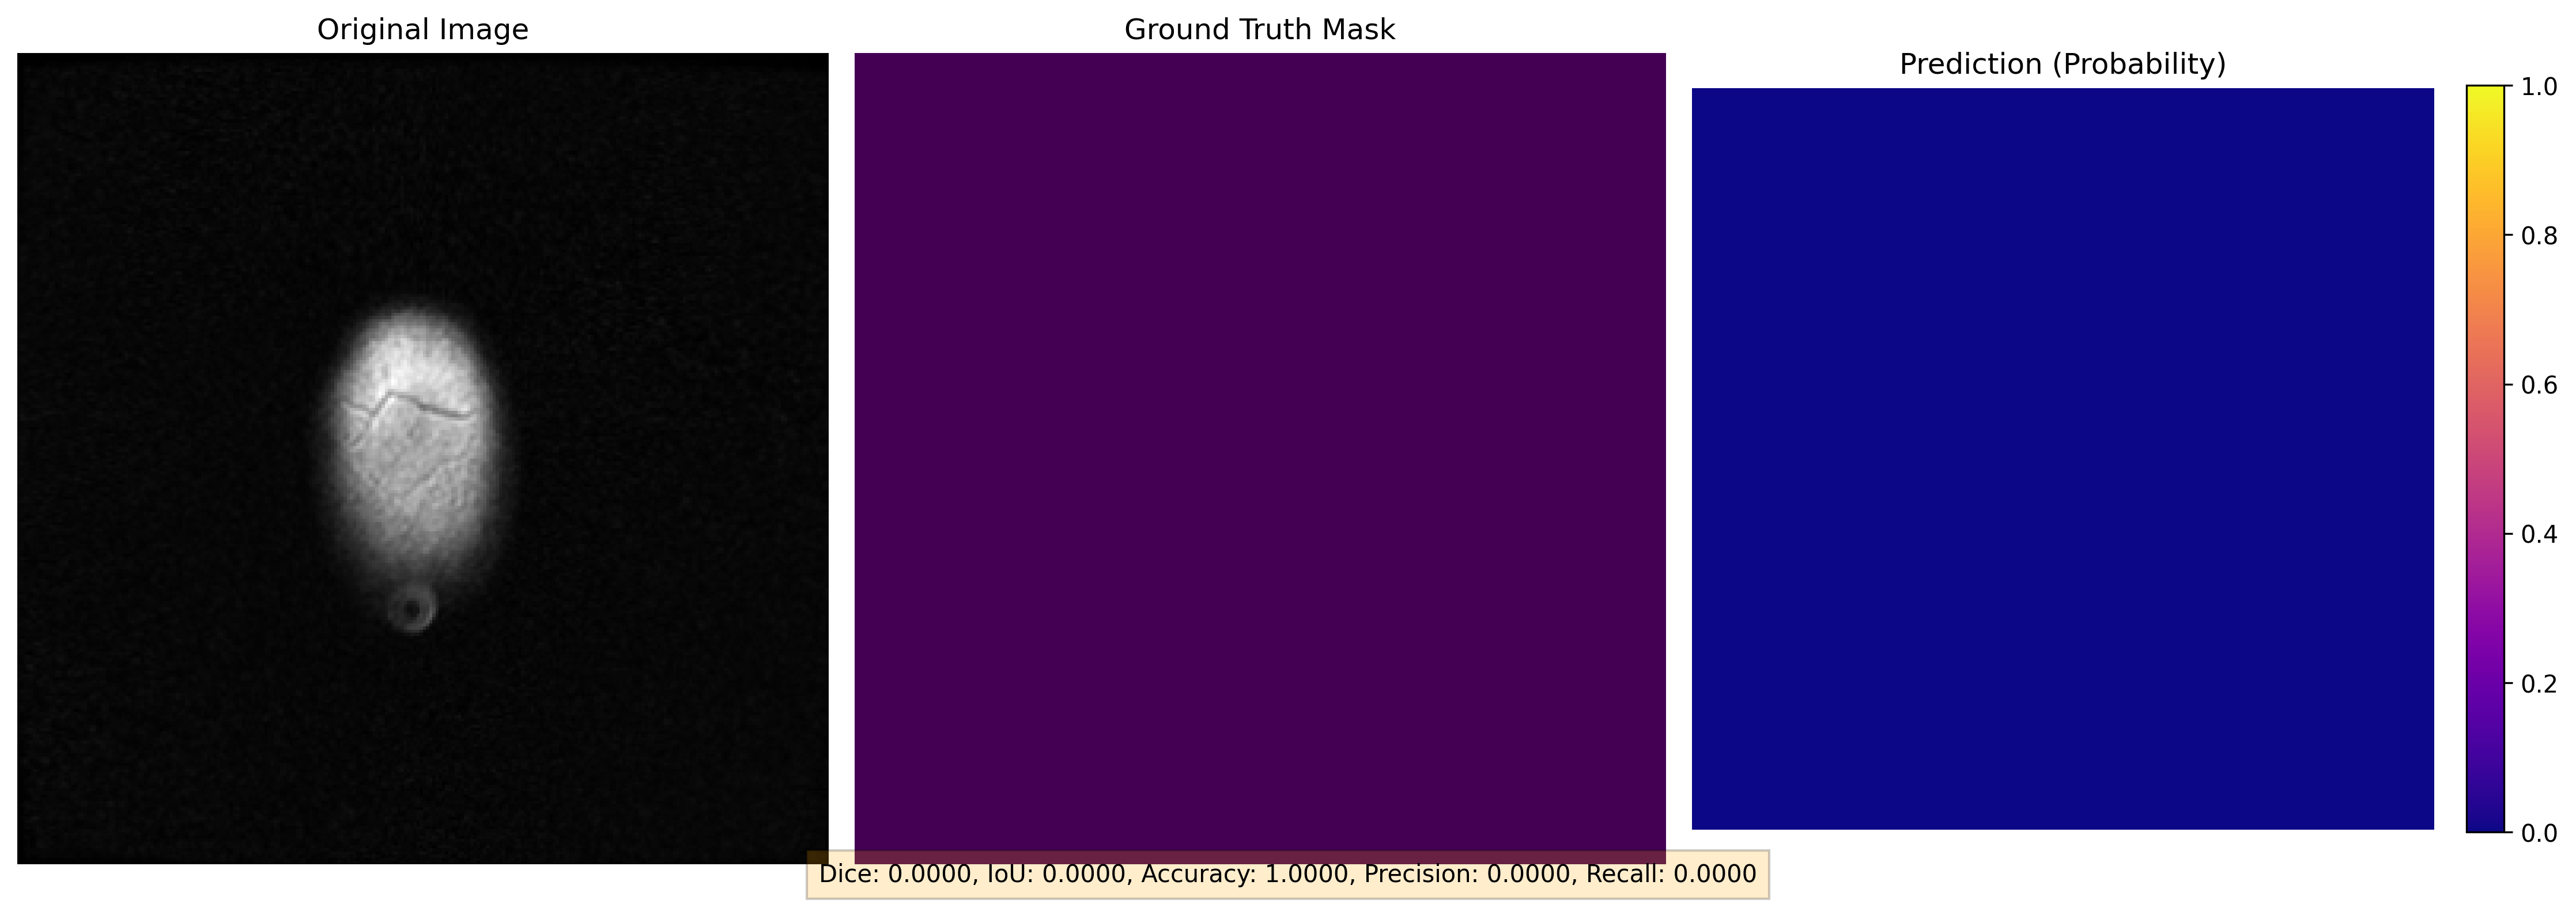 Original Image
Ground Truth Mask
Prediction (Probability)
1.0
0.8
0.6
0.4
0.2
0.0
Dice: 0.0000, IoU: 0.0000, Accuracy: 1.0000, Precision: 0.0000, Recall: 0.0000